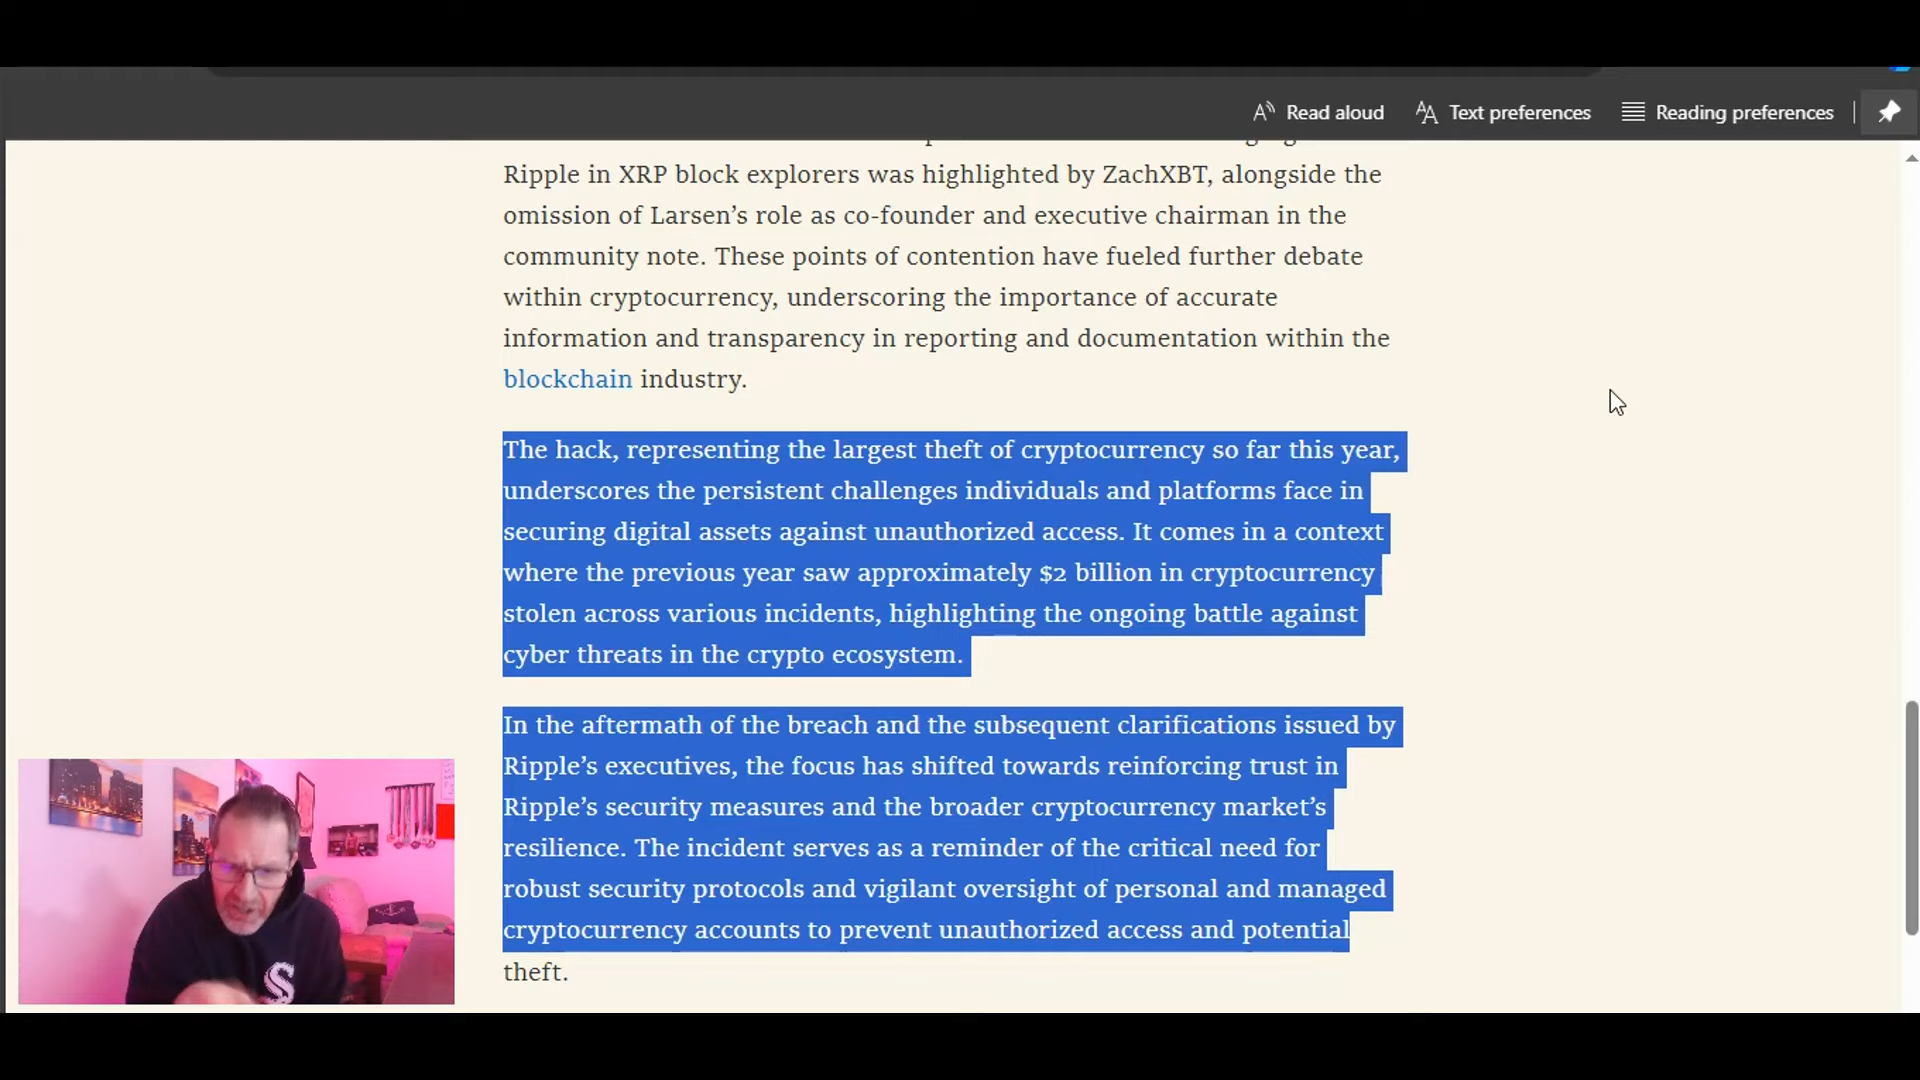 Read aloud
Text preferences
Reading preferences
Ripple in XRP block explorers was highlighted by ZachXBT, alongside the
omission of Larsen’s role as co-founder and executive chairman in the
community note. These points of contention have fueled further debate
within cryptocurrency, underscoring the importance of accurate
information and transparency in reporting and documentation within the
blockchain industry.
The hack, representing the largest theft of cryptocurrency so far this year,
underscores the persistent challenges individuals and platforms face in
securing digital assets against unauthorized access. It comes in a context
where the previous year saw approximately $2 billion in cryptocurrency
stolen across various incidents, highlighting the ongoing battle against
cyber threats in the crypto ecosystem.
In the aftermath of the breach and the subsequent clarifications issued by
Ripple’s executives, the focus has shifted towards reinforcing trust in
Ripple’s security measures and the broader cryptocurrency market’s
resilience. The incident serves as a reminder of the critical need for
robust security protocols and vigilant oversight of personal and managed
cryptocurrency accounts to prevent unauthorized access and potential
theft.
S